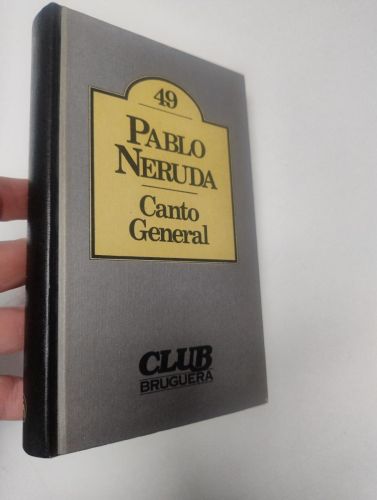 49
PABLO
NERUDA
Canto
General
CLUB
BRUGUERA